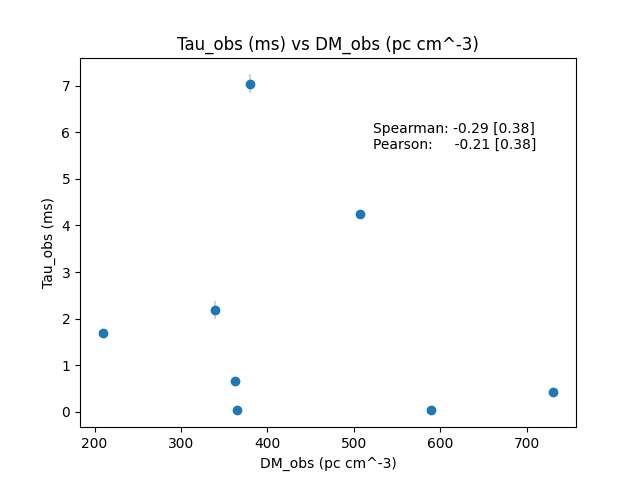 Tau_obs (ms) vs DM_obs (pc cm^-3)
7
6
5
4
3
2
1
0
Tau_obs (ms)
Spearman: -0.29 [0.38]
Pearson: -0.21 [0.38]
200 300 400 500 600 700
DM_obs (pc cm^-3)